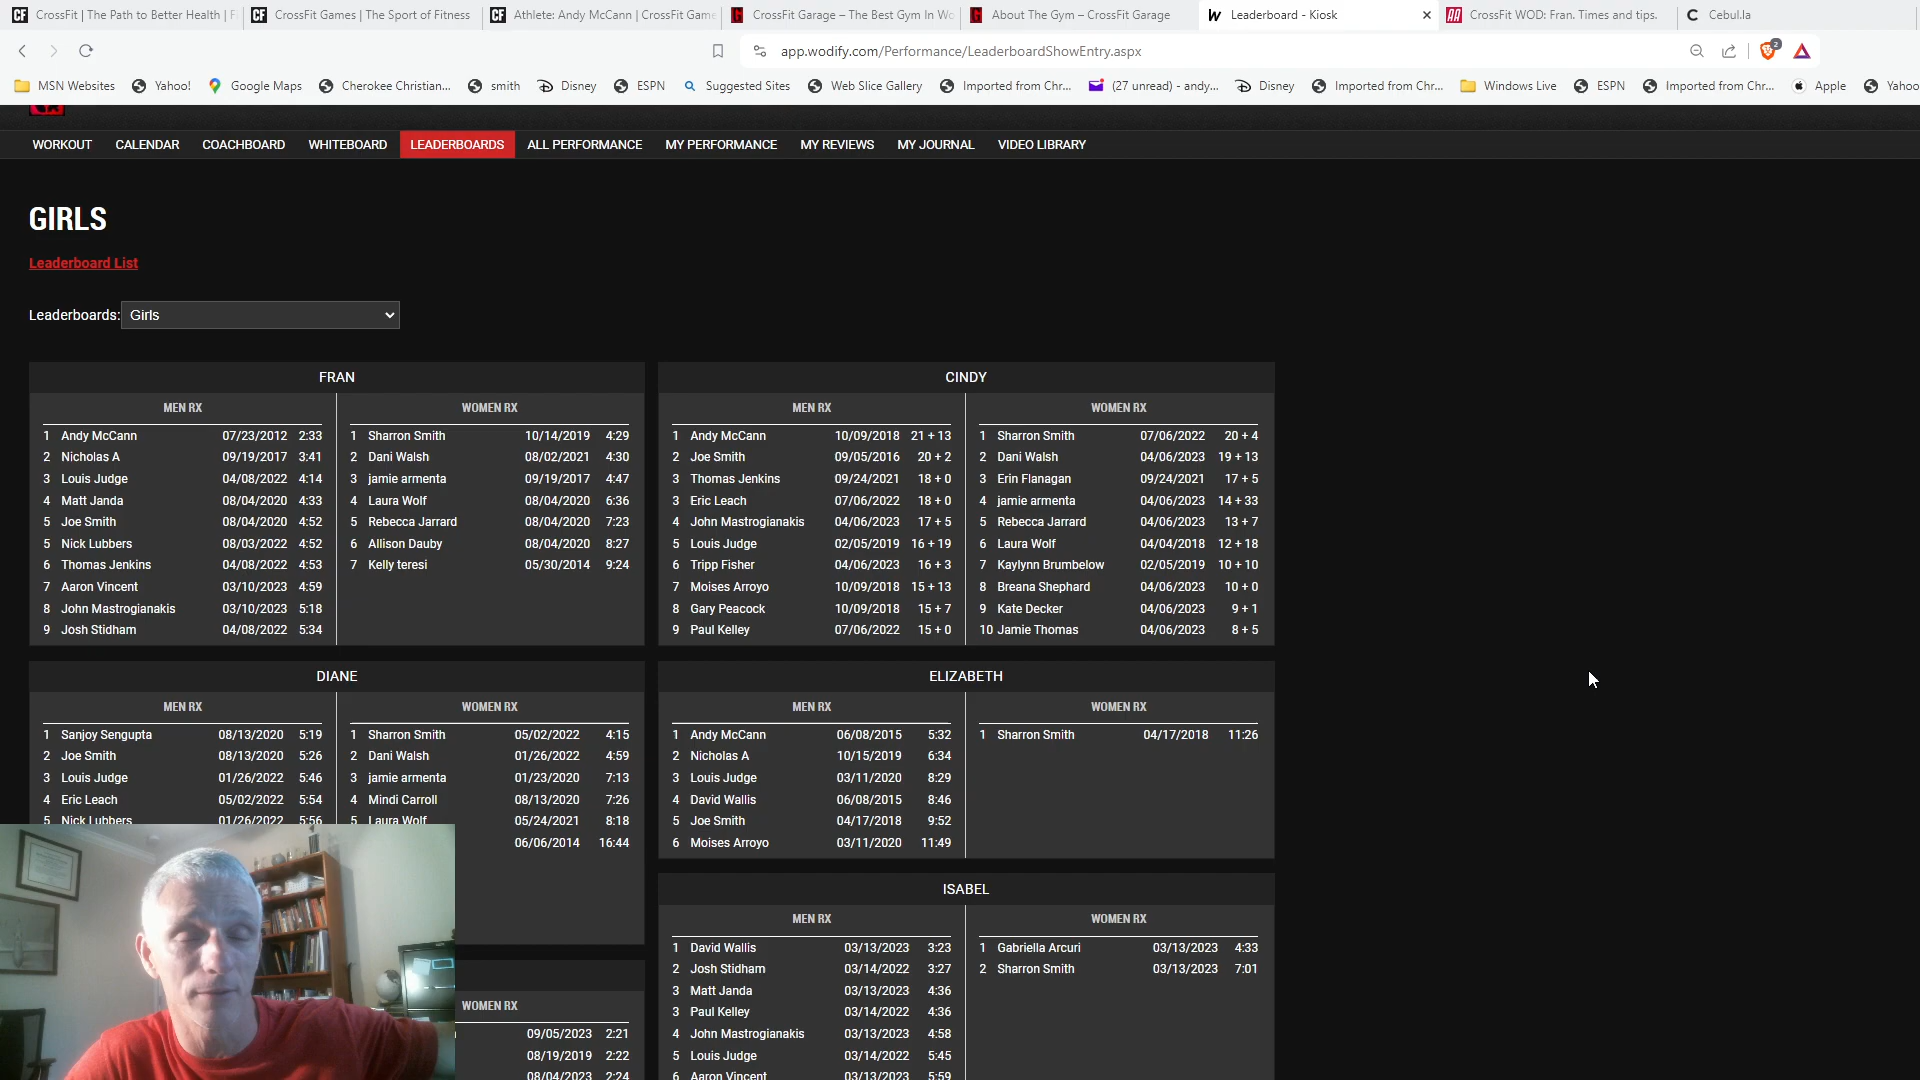 CrossFit | The Path to Better Health | F
CrossFit Games | The Sport of Fitness
Athlete: Andy McCann | CrossFit Game
CrossFit Garage – The Best Gym In Wo
About The Gym – CrossFit Garage
Leaderboard - Kiosk
CrossFit WOD: Fran. Times and tips.
Cebul.la
app.wodify.com/Performance/LeaderboardShowEntry.aspx
2
MSN Websites Yahoo! Google Maps Cherokee Christian... smith Disney ESPN Suggested Sites Web Slice Gallery Imported from Chr... (27 unread) - andy... Disney Imported from Chr... Windows Live ESPN Imported from Chr... Apple Yahoo
WORKOUT CALENDAR COACHBOARD WHITEBOARD LEADERBOARDS ALL PERFORMANCE MY PERFORMANCE MY REVIEWS MY JOURNAL VIDEO LIBRARY
GIRLS
Leaderboard List
Leaderboards: Girls
FRAN
MEN RX
1 Andy McCann 07/23/2012 2:33
2 Nicholas A 09/19/2017 3:41
3 Louis Judge 04/08/2022 4:14
4 Matt Janda 08/04/2020 4:33
5 Joe Smith 08/04/2020 4:52
5 Nick Lubbers 08/03/2022 4:52
6 Thomas Jenkins 04/08/2022 4:53
7 Aaron Vincent 03/10/2023 4:59
8 John Mastrogianakis 03/10/2023 5:18
9 Josh Stidham 04/08/2022 5:34
WOMEN RX
1 Sharron Smith 10/14/2019 4:29
2 Dani Walsh 08/02/2021 4:30
3 jamie armenta 09/19/2017 4:47
4 Laura Wolf 08/04/2020 6:36
5 Rebecca Jarrard 08/04/2020 7:23
6 Allison Dauby 08/04/2020 8:27
7 Kelly teresi 05/30/2014 9:24
CINDY
MEN RX
1 Andy McCann 10/09/2018 21 + 13
2 Joe Smith 09/05/2016 20 + 2
3 Thomas Jenkins 09/24/2021 18 + 0
3 Eric Leach 07/06/2022 18 + 0
4 John Mastrogianakis 04/06/2023 17 + 5
5 Louis Judge 02/05/2019 16 + 19
6 Tripp Fisher 04/06/2023 16 + 3
7 Moises Arroyo 10/09/2018 15 + 13
8 Gary Peacock 10/09/2018 15 + 7
9 Paul Kelley 07/06/2022 15 + 0
WOMEN RX
1 Sharron Smith 07/06/2022 20 + 4
2 Dani Walsh 04/06/2023 19 + 13
3 Erin Flanagan 09/24/2021 17 + 5
4 jamie armenta 04/06/2023 14 + 33
5 Rebecca Jarrard 04/06/2023 13 + 7
6 Laura Wolf 04/04/2018 12 + 18
7 Kaylynn Brumbelow 02/05/2019 10 + 10
8 Breana Shephard 04/06/2023 10 + 0
9 Kate Decker 04/06/2023 9 + 1
10 Jamie Thomas 04/06/2023 8 + 5
DIANE
MEN RX
1 Sanjoy Sengupta 08/13/2020 5:19
2 Joe Smith 08/13/2020 5:26
3 Louis Judge 01/26/2022 5:46
4 Eric Leach 05/02/2022 5:54
5 Nick Lubbers 01/26/2022 5:56
WOMEN RX
1 Sharron Smith 05/02/2022 4:15
2 Dani Walsh 01/26/2022 4:59
3 jamie armenta 01/23/2020 7:13
4 Mindi Carroll 08/13/2020 7:26
5 Laura Wolf 05/24/2021 8:18
06/06/2014 16:44
ELIZABETH
MEN RX
1 Andy McCann 06/08/2015 5:32
2 Nicholas A 10/15/2019 6:34
3 Louis Judge 03/11/2020 8:29
4 David Wallis 06/08/2015 8:46
5 Joe Smith 04/17/2018 9:52
6 Moises Arroyo 03/11/2020 11:49
WOMEN RX
1 Sharron Smith 04/17/2018 11:26
ISABEL
MEN RX
1 David Wallis 03/13/2023 3:23
2 Josh Stidham 03/14/2022 3:27
3 Matt Janda 03/13/2023 4:36
3 Paul Kelley 03/14/2022 4:36
4 John Mastrogianakis 03/13/2023 4:58
5 Louis Judge 03/14/2022 5:45
6 Aaron Vincent 03/13/2023 5:59
WOMEN RX
1 Gabriella Arcuri 03/13/2023 4:33
2 Sharron Smith 03/13/2023 7:01
WOMEN RX
09/05/2023 2:21
08/19/2019 2:22
08/04/2023 2:24